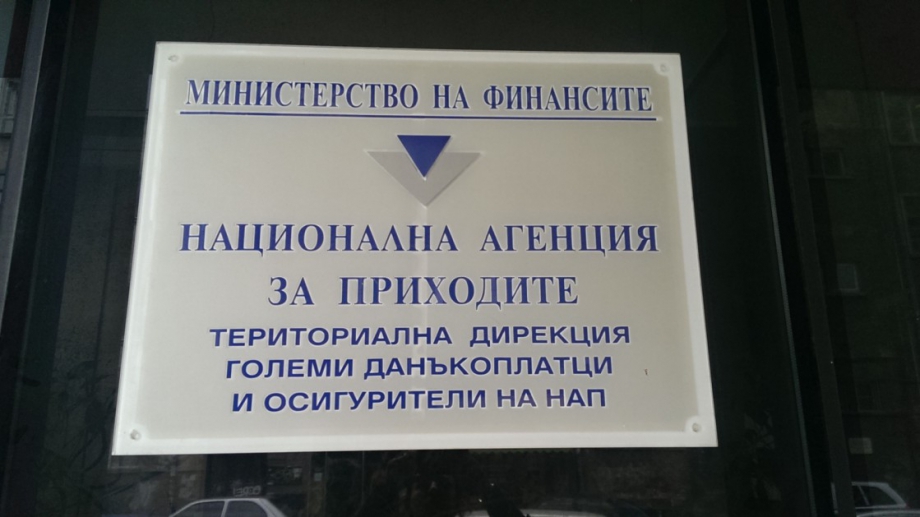 МИНИСТЕРСТВО НА ФИНАНСИТЕ
НАЦИОНАЛНА АГЕНЦИЯ
ЗА ПРИХОДИТЕ
ТЕРИТОРИАЛНА ДИРЕКЦИЯ
ГОЛЕМИ ДАНЪКОПЛАТЦИ
И ОСИГУРИТЕЛИ НА НАП